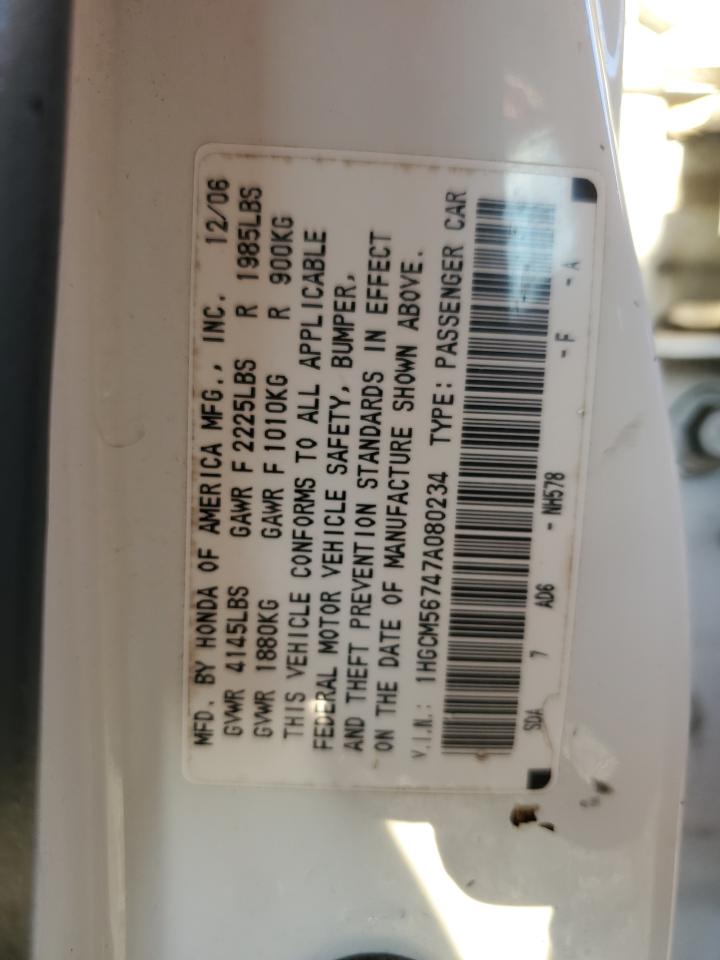 MFD. BY HONDA OF AMERICA MFG., INC. 12/06
GVWR 4145LBS GAWR F 2225LBS R 1985LBS
GVWR 1880KG GAWR F 1010KG R 900KG
THIS VEHICLE CONFORMS TO ALL APPLICABLE
FEDERAL MOTOR VEHICLE SAFETY, BUMPER,
AND THEFT PREVENTION STANDARDS IN EFFECT
ON THE DATE OF MANUFACTURE SHOWN ABOVE.
V.I.N.: 1HGCM56747A080234 TYPE: PASSENGER CAR
SDA 7 AD6 - NH578 - F - A